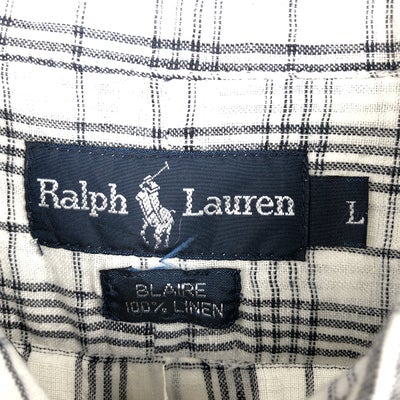 Ralph Lauren L
BLAIRE
100% LINEN